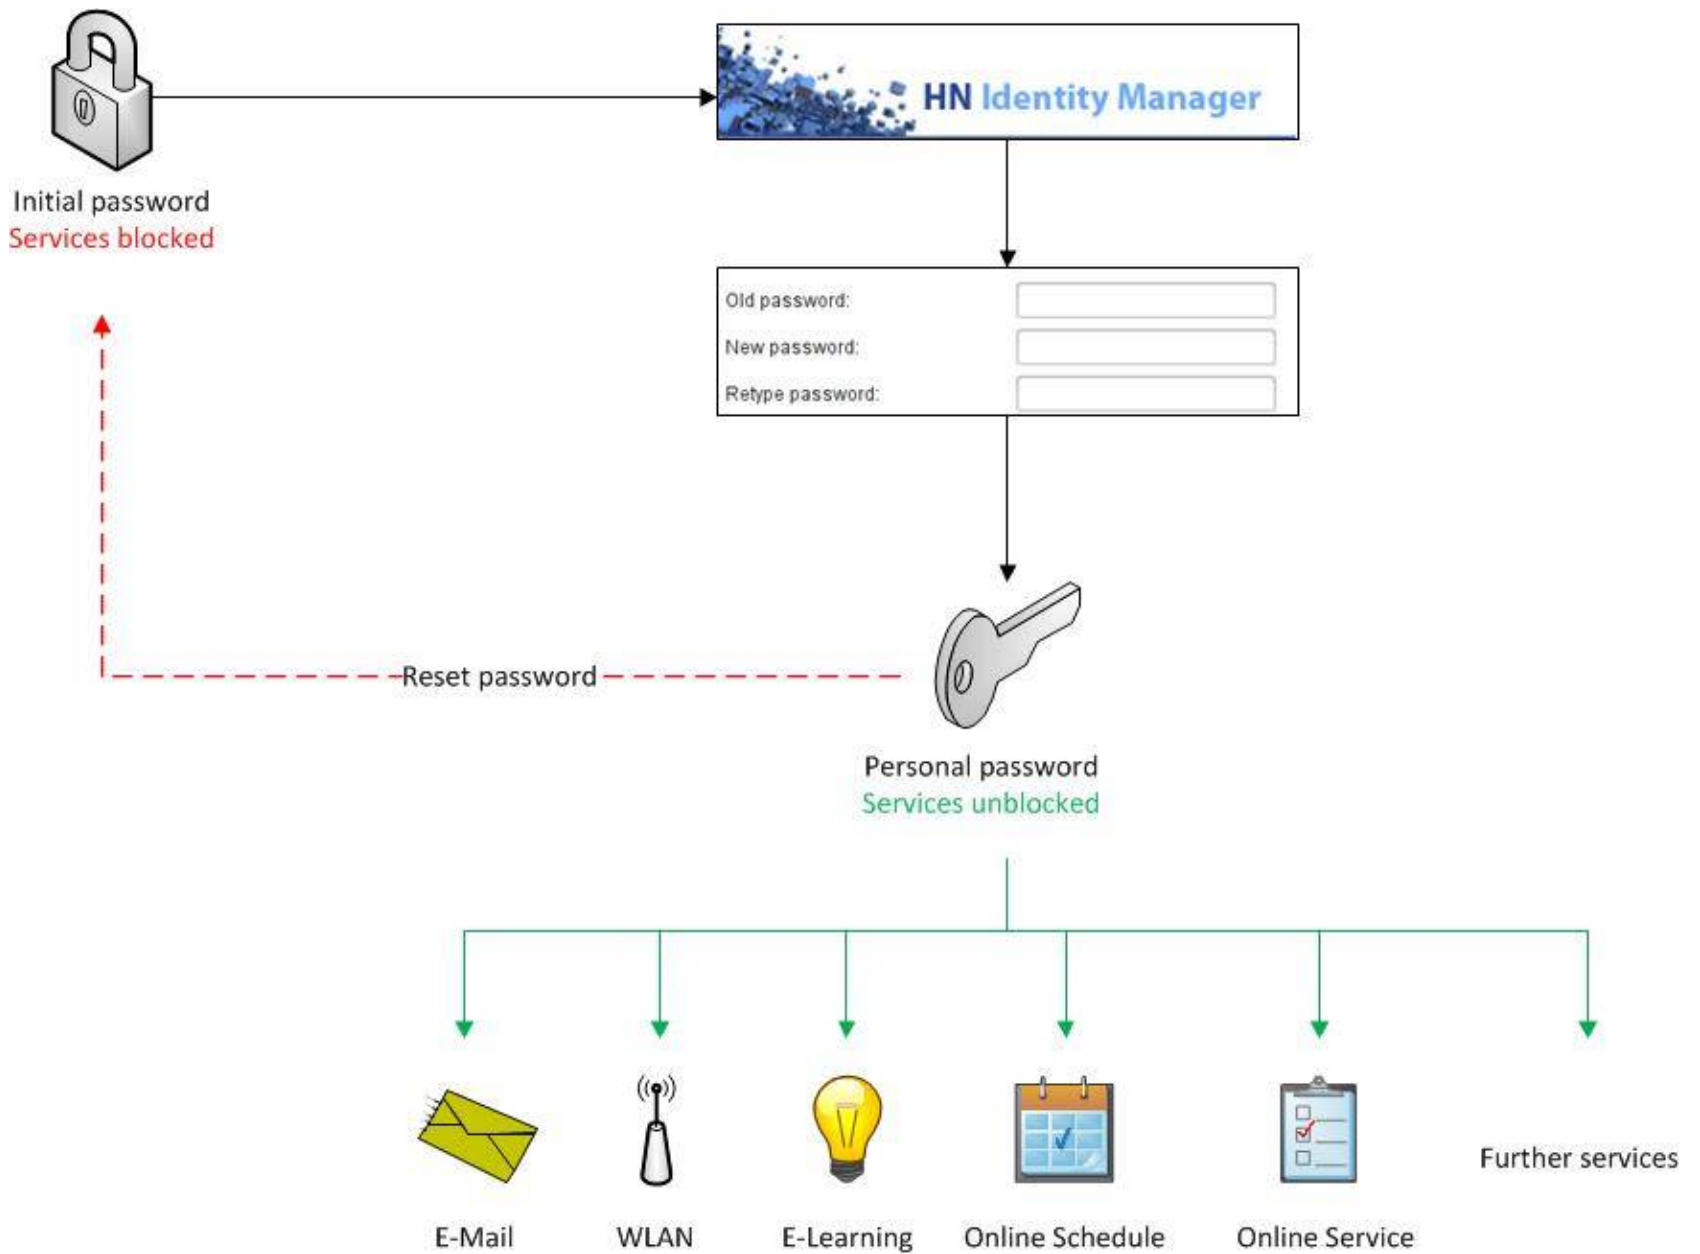 HN Identity Manager
Initial password
Services blocked
Old password:
New password:
Retype password:
Reset password
Personal password
Services unblocked
Further services
E-Mail
WLAN
E-Learning
Online Schedule
Online Service